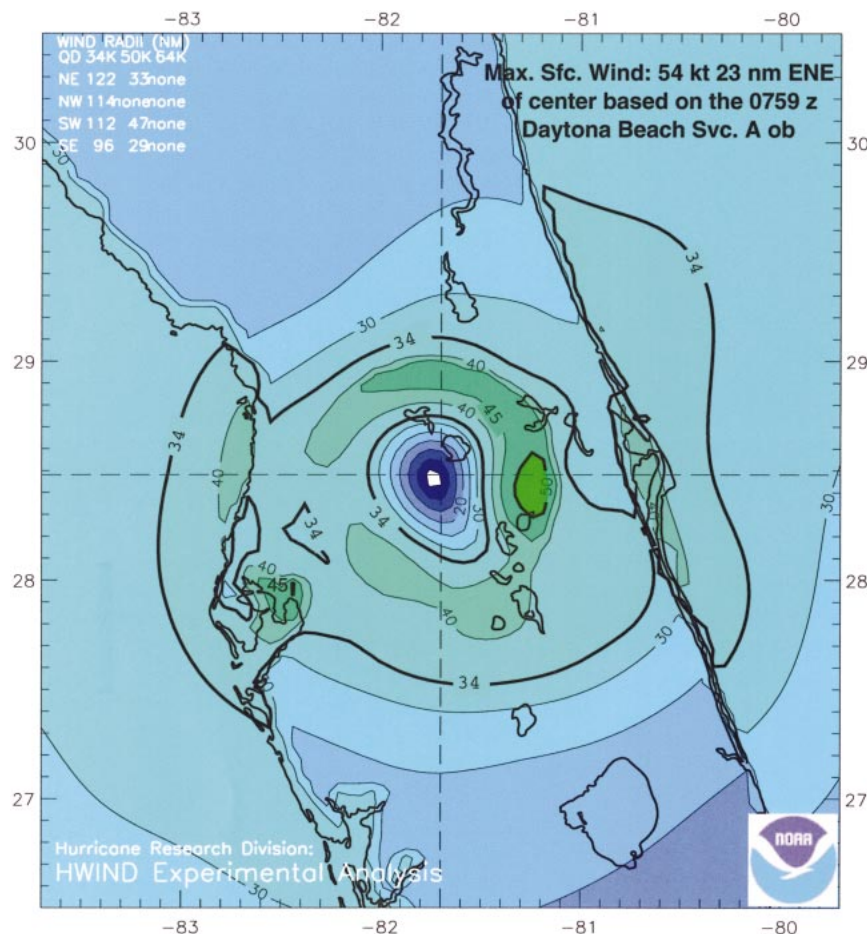 −83 −82 −81 −80
WIND RADII (NM)
QD 34K 50K 64K
NE 122 33none
NW 114nonenone
SW 112 47none
SE 96 29none
Max. Sfc. Wind: 54 kt 23 nm ENE
of center based on the 0759 z
Daytona Beach Svc. A ob
30 30
30
34
29 29
30
34
40
45
40
34
40
50
20
30
34
34
30
28 28
40
45
40
30
34
30
27 27
NOAA
Hurricane Research Division:
HWIND Experimental Analysis
30
−83 −82 −81 −80